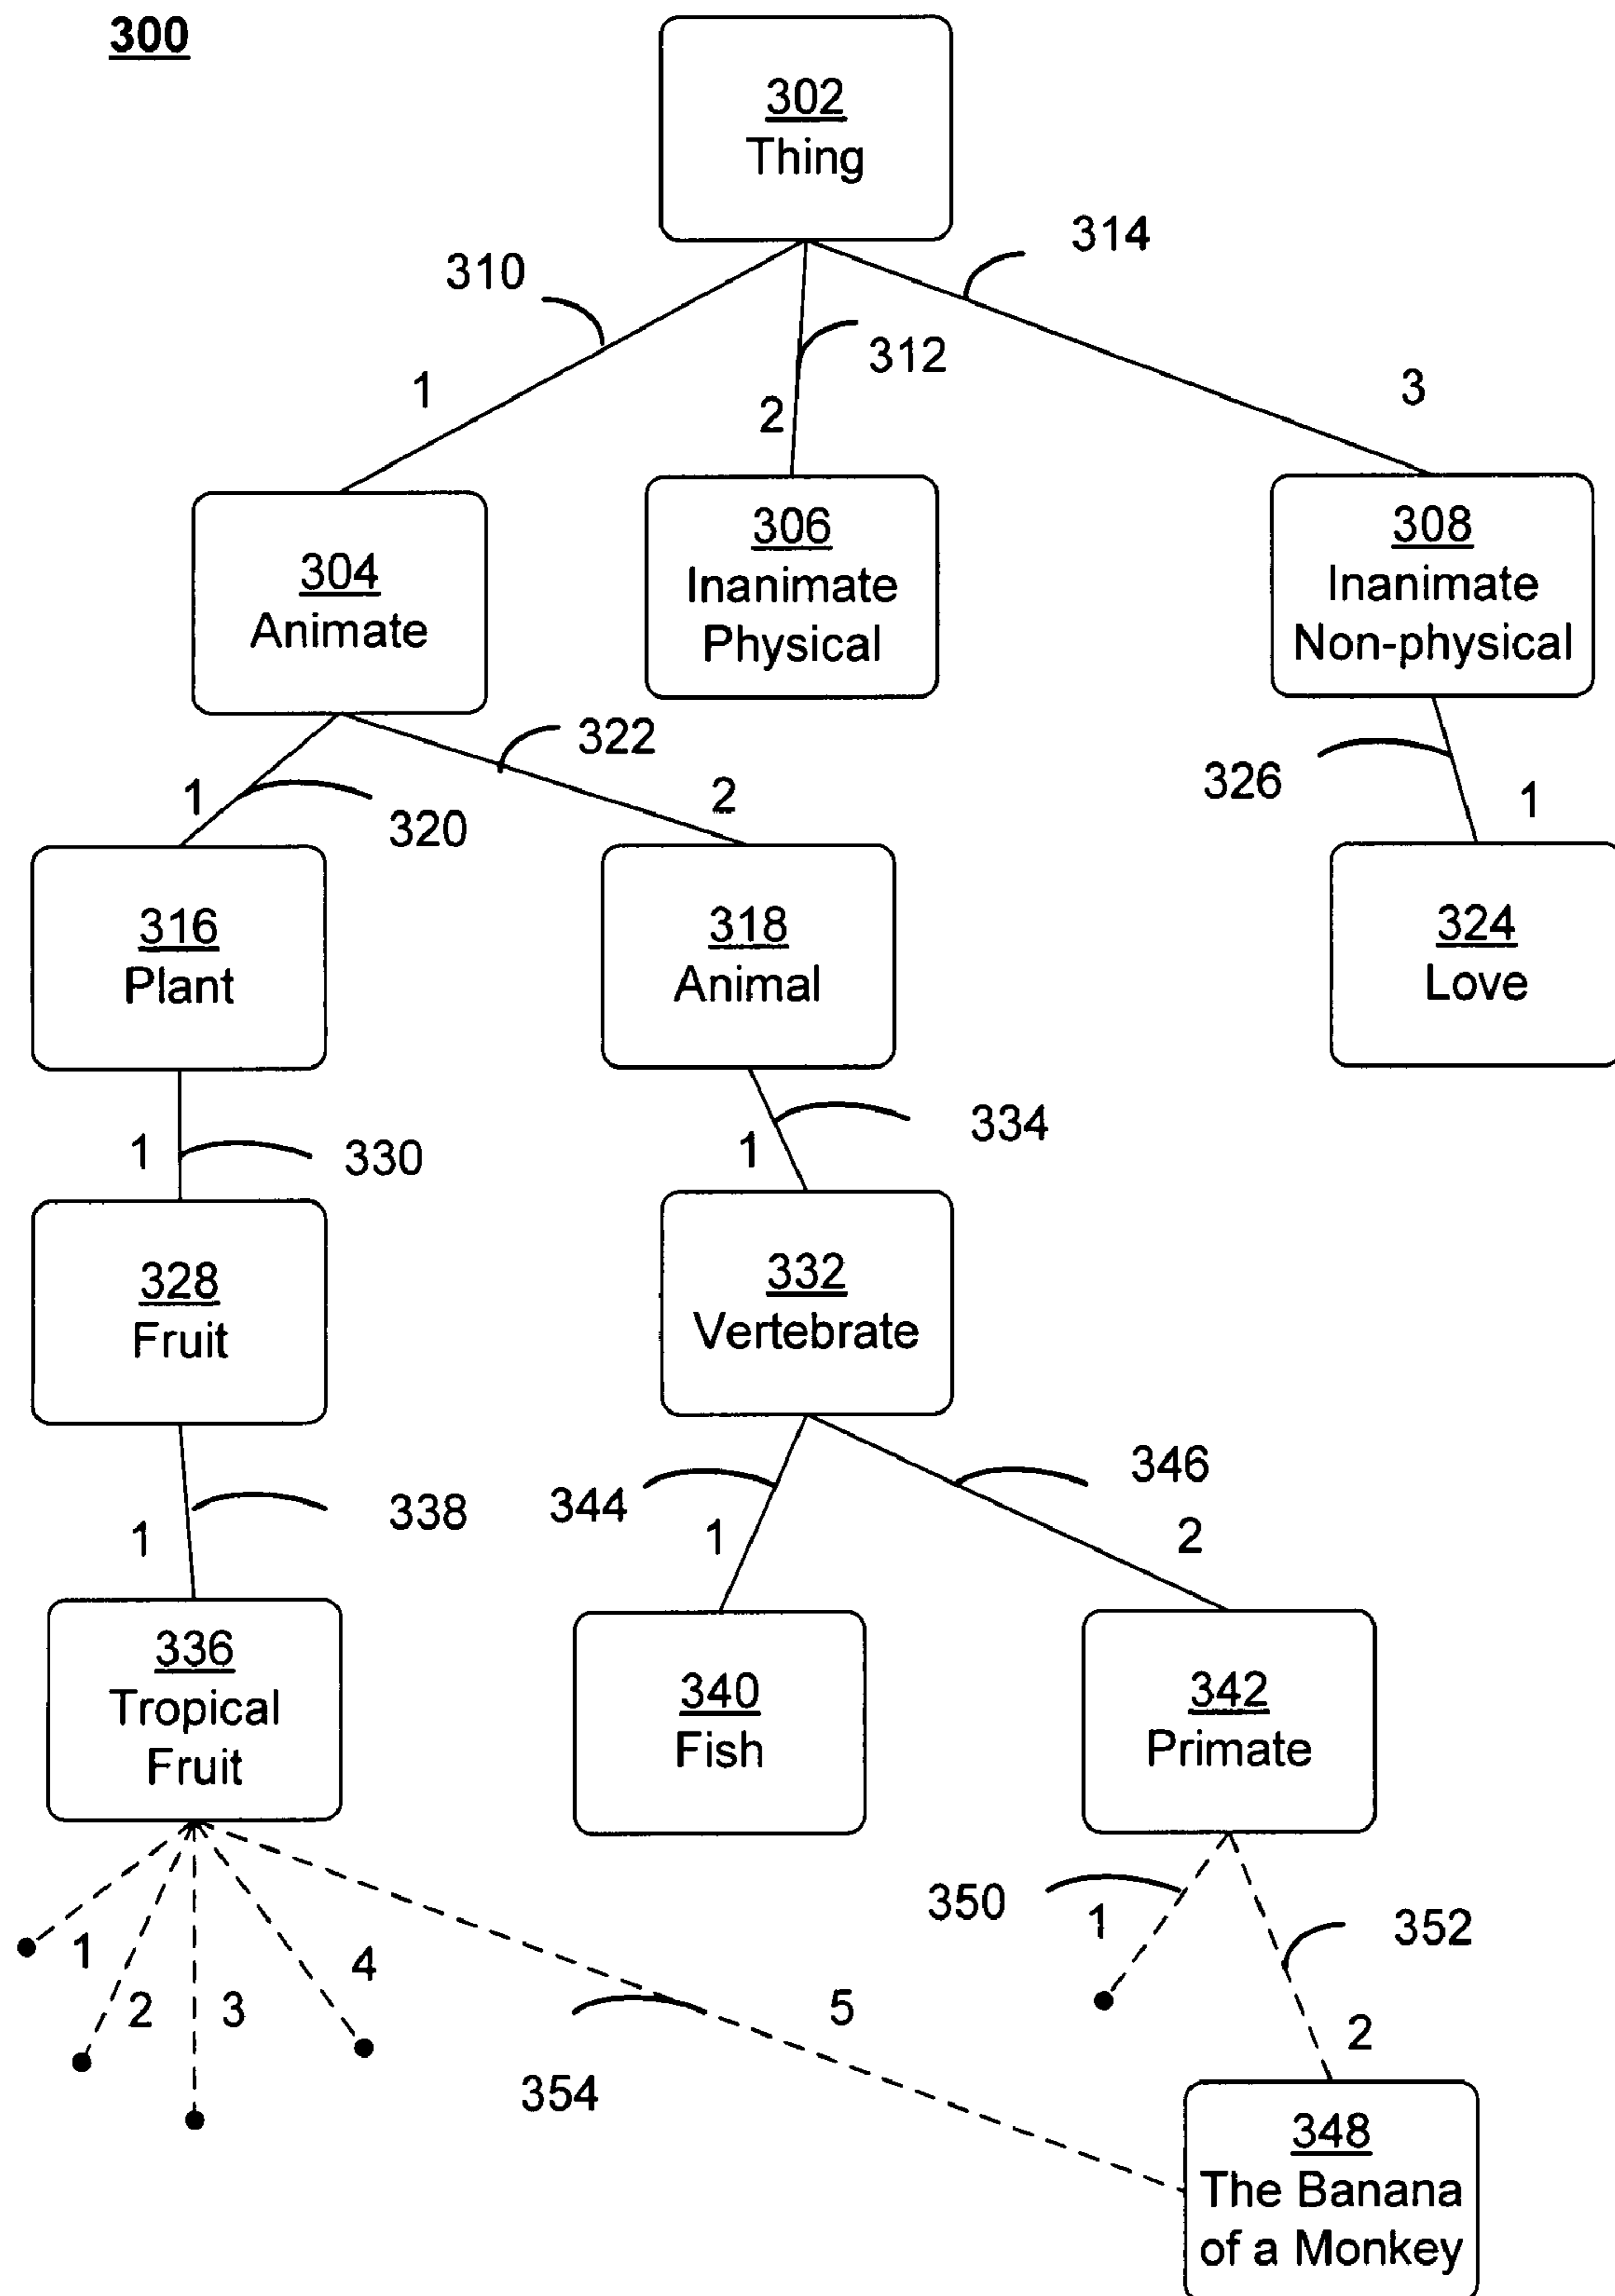 300
302
Thing
310
314
312
1
2
3
304
Animate
306
Inanimate
Physical
308
Inanimate
Non-physical
322
326
1
320
2
1
316
Plant
318
Animal
324
Love
1
330
1
334
328
Fruit
332
Vertebrate
338
1
344
1
346
2
336
Tropical
Fruit
340
Fish
342
Primate
1
2
3
4
5
354
350
1
352
2
348
The Banana
of a Monkey